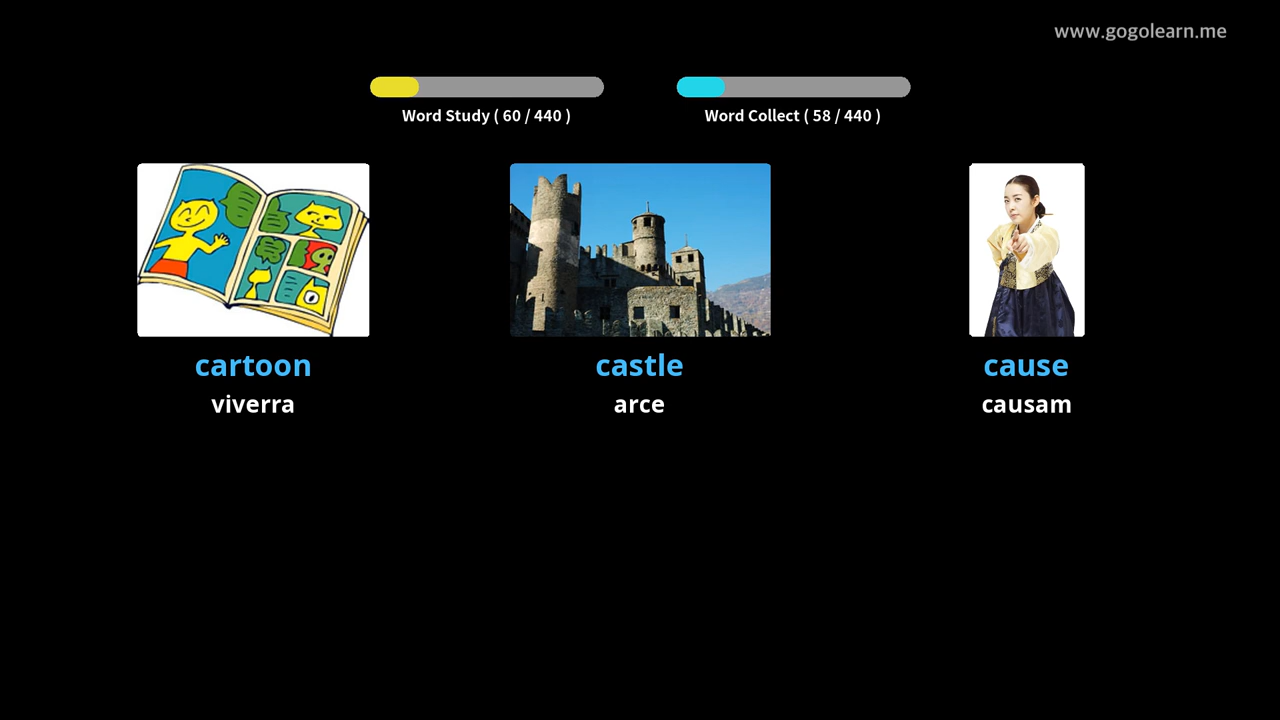 www.gogolearn.me
Word Study ( 60 / 440 )
Word Collect ( 58 / 440 )
cartoon
viverra
castle
arce
cause
causam